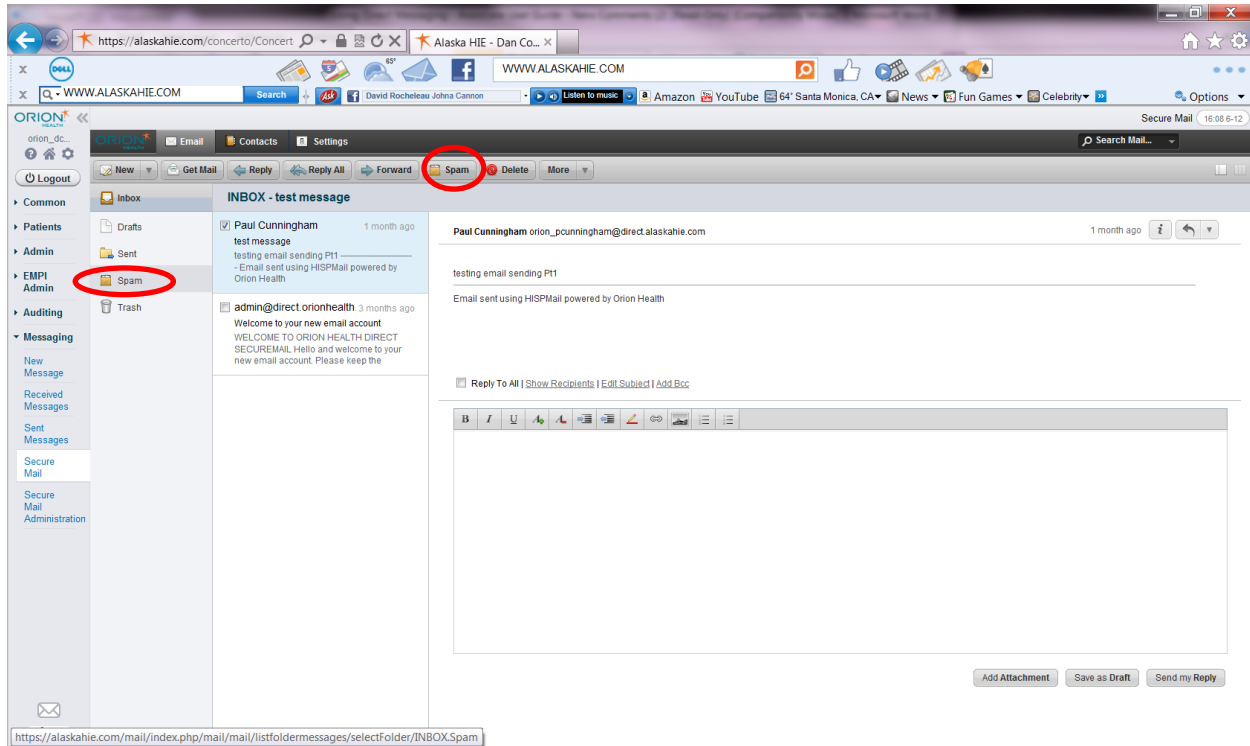 https://alaskahie.com/concerto/Concert
Alaska HIE - Dan Co... ×
x DELL 65° WWW.ALASKAHIE.COM
x WWW.ALASKAHIE.COM Search Ask David Rocheleau Johna Cannon Listen to music Amazon YouTube 64° Santa Monica, CA News Fun Games Celebrity Options
ORION HEALTH Secure Mail 16:08 6-12
orion_dc...
ORION HEALTH Email Contacts Settings Search Mail...
Logout
New Get Mail Reply Reply All Forward Spam Delete More
Common
Patients
Admin
EMPI
Admin
Auditing
Messaging
New
Message
Received
Messages
Sent
Messages
Secure
Mail
Secure
Mail
Administration
Inbox
Drafts
Sent
Spam
Trash
INBOX - test message
Paul Cunningham 1 month ago
test message
testing email sending Pt1 --------------------
- Email sent using HISPMail powered by
Orion Health
admin@direct.orionhealth. 3 months ago
Welcome to your new email account
WELCOME TO ORION HEALTH DIRECT
SECUREMAIL Hello and welcome to your
new email account. Please keep the
Paul Cunningham orion_pcunningham@direct.alaskahie.com 1 month ago i
testing email sending Pt1
Email sent using HISPMail powered by Orion Health
Reply To All | Show Recipients | Edit Subject | Add Bcc
B I U A A
Add Attachment Save as Draft Send my Reply
https://alaskahie.com/mail/index.php/mail/mail/listfoldermessages/selectFolder/INBOX.Spam